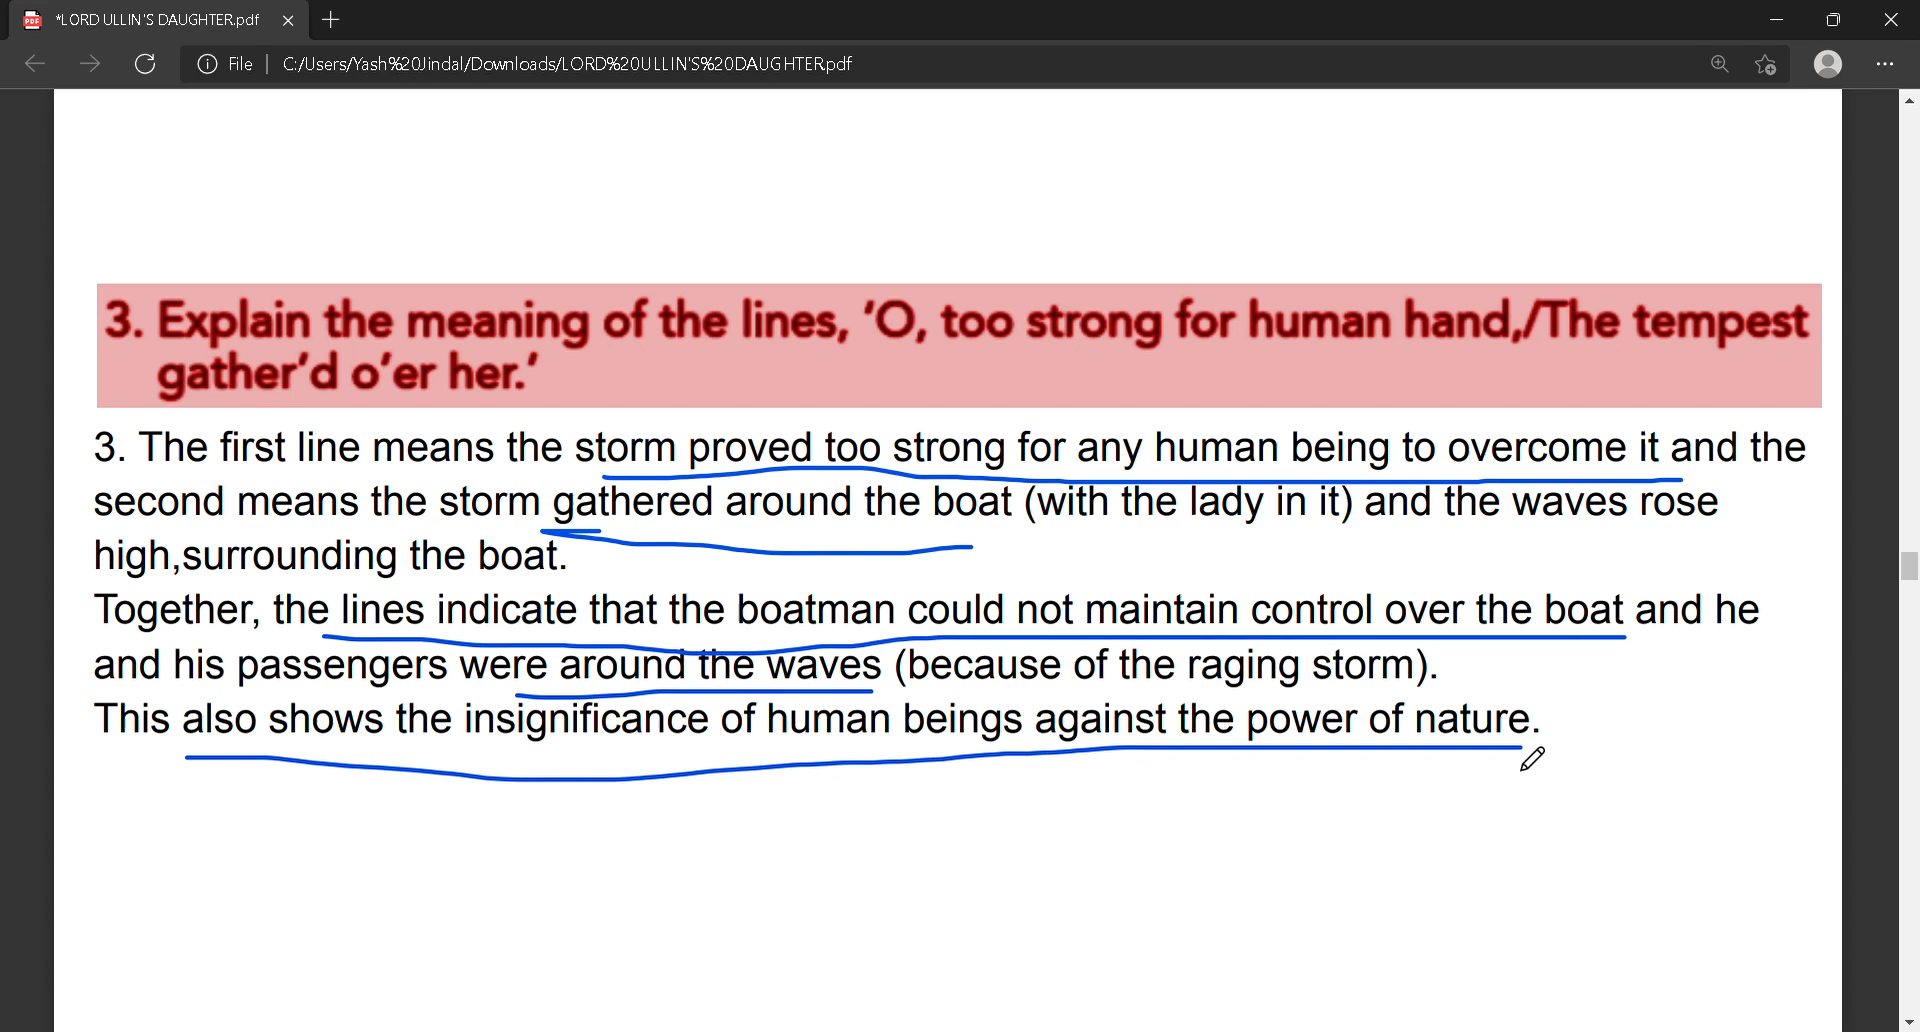 *LORD ULLIN'S DAUGHTER.pdf
File
C:/Users/Yash%20Jindal/Downloads/LORD%20ULLIN'S%20DAUGHTER.pdf
3. Explain the meaning of the lines, ‘O, too strong for human hand,/The tempest
gather’d o’er her.’
3. The first line means the storm proved too strong for any human being to overcome it and the
second means the storm gathered around the boat (with the lady in it) and the waves rose
high,surrounding the boat.
Together, the lines indicate that the boatman could not maintain control over the boat and he
and his passengers were around the waves (because of the raging storm).
This also shows the insignificance of human beings against the power of nature.